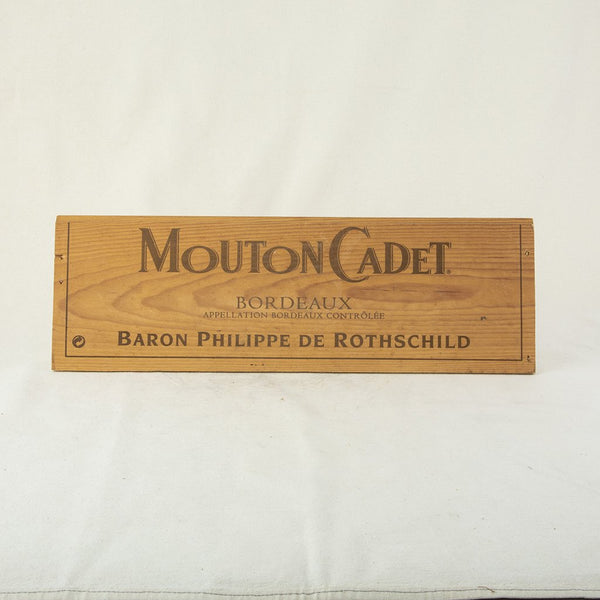 MOUTON CADET®
BORDEAUX
APPELLATION BORDEAUX CONTRÔLÉE
BARON PHILIPPE DE ROTHSCHILD